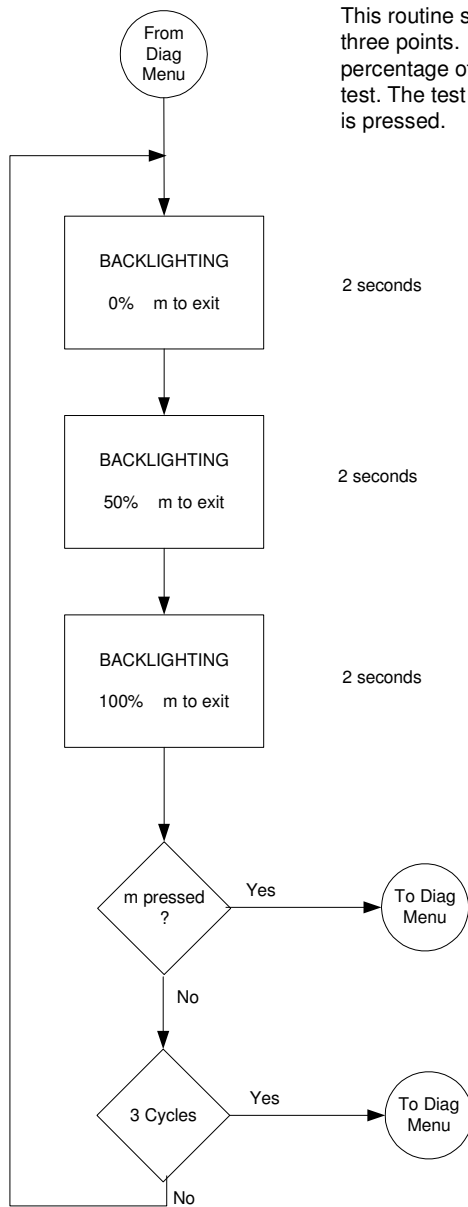 From
Diag
Menu
This routine
three points.
percentage
test. The test
is pressed.
BACKLIGHTING
0% m to exit
2 seconds
BACKLIGHTING
50% m to exit
2 seconds
BACKLIGHTING
100% m to exit
2 seconds
m pressed
?
Yes
To Diag
Menu
No
3 Cycles
Yes
To Diag
Menu
No